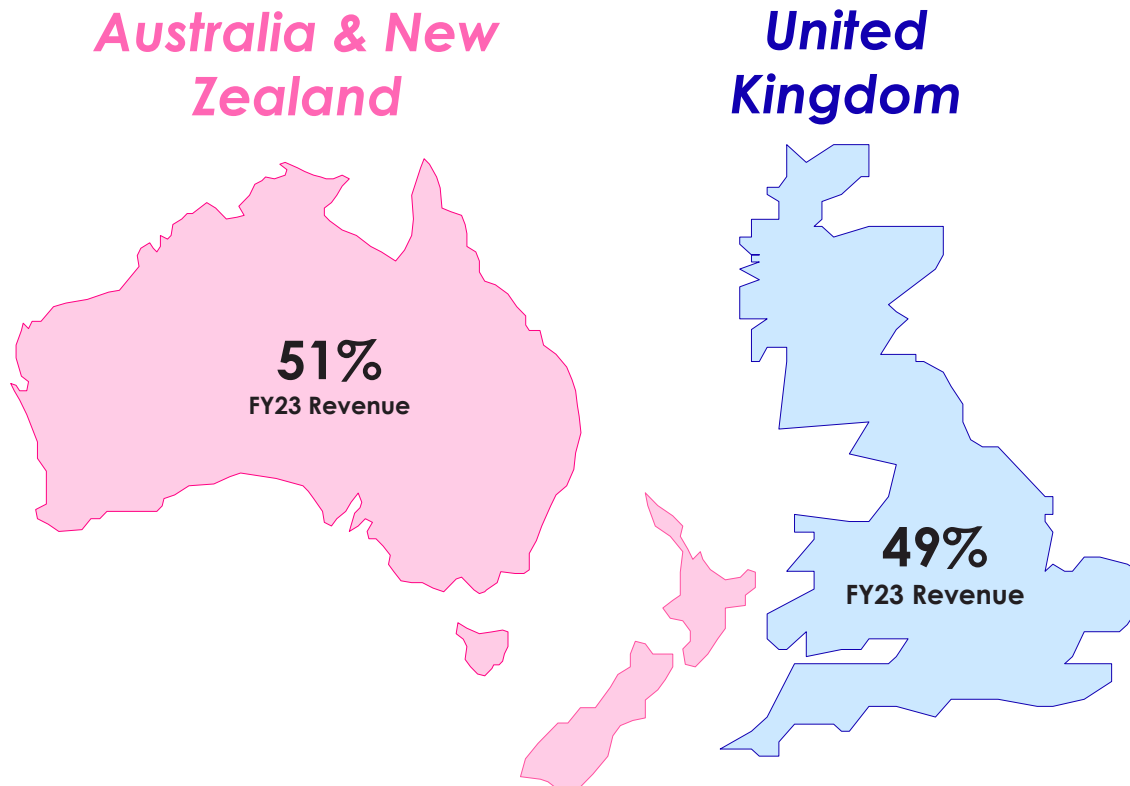 Australia & New
Zealand
United
Kingdom
51%
FY23 Revenue
49%
FY23 Revenue